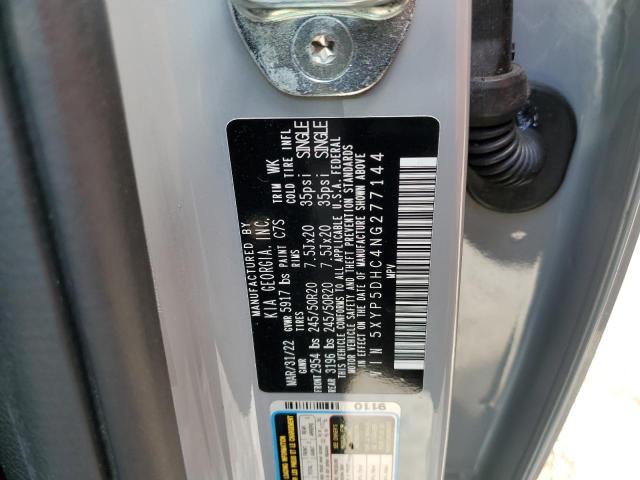 MANUFACTURED BY
KIA GEORGIA. INC.
MAR/31/22 GVWR 5917 lbs PAINT C7S TRIM WK
GAWR TIRES RIMS COLD TIRE INFL
FRONT 2954 lbs 245/50R20 7.5Jx20 35psi SINGLE
REAR 3196 lbs 245/50R20 7.5Jx20 35psi SINGLE
THIS VEHICLE CONFORMS TO ALL APPLICABLE U.S.A. FEDERAL
MOTOR VEHICLE SAFETY AND THEFT PREVENTION STANDARDS
IN EFFECT ON THE DATE OF MANUFACTURE SHOWN ABOVE
VIN 5XYP5DHC4NG277144
MPV
9110